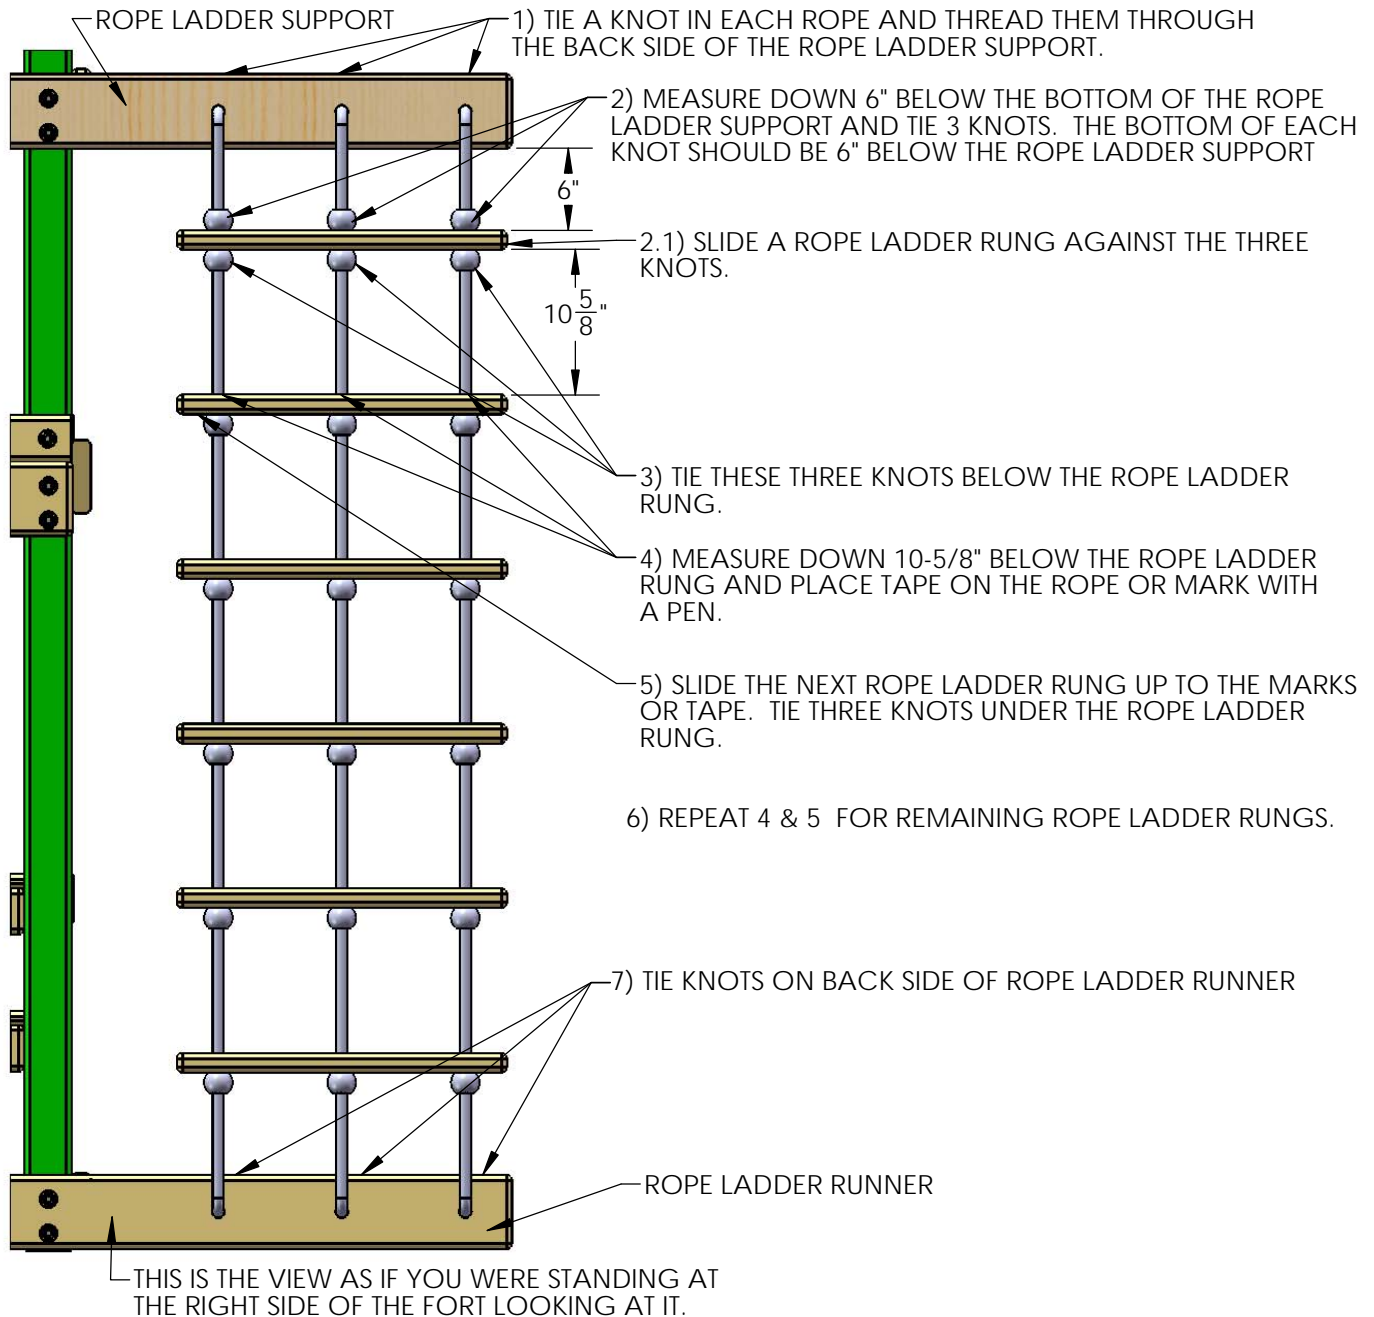 ROPE LADDER SUPPORT
1) TIE A KNOT IN EACH ROPE AND THREAD THEM THROUGH
THE BACK SIDE OF THE ROPE LADDER SUPPORT.
2) MEASURE DOWN 6" BELOW THE BOTTOM OF THE ROPE
LADDER SUPPORT AND TIE 3 KNOTS.  THE BOTTOM OF EACH
KNOT SHOULD BE 6" BELOW THE ROPE LADDER SUPPORT
6"
2.1) SLIDE A ROPE LADDER RUNG AGAINST THE THREE
KNOTS.
10 5/8"
3) TIE THESE THREE KNOTS BELOW THE ROPE LADDER
RUNG.
4) MEASURE DOWN 10-5/8" BELOW THE ROPE LADDER
RUNG AND PLACE TAPE ON THE ROPE OR MARK WITH
A PEN.
5) SLIDE THE NEXT ROPE LADDER RUNG UP TO THE MARKS
OR TAPE.  TIE THREE KNOTS UNDER THE ROPE LADDER
RUNG.
6) REPEAT 4 & 5  FOR REMAINING ROPE LADDER RUNGS.
7) TIE KNOTS ON BACK SIDE OF ROPE LADDER RUNNER
ROPE LADDER RUNNER
THIS IS THE VIEW AS IF YOU WERE STANDING AT
THE RIGHT SIDE OF THE FORT LOOKING AT IT.